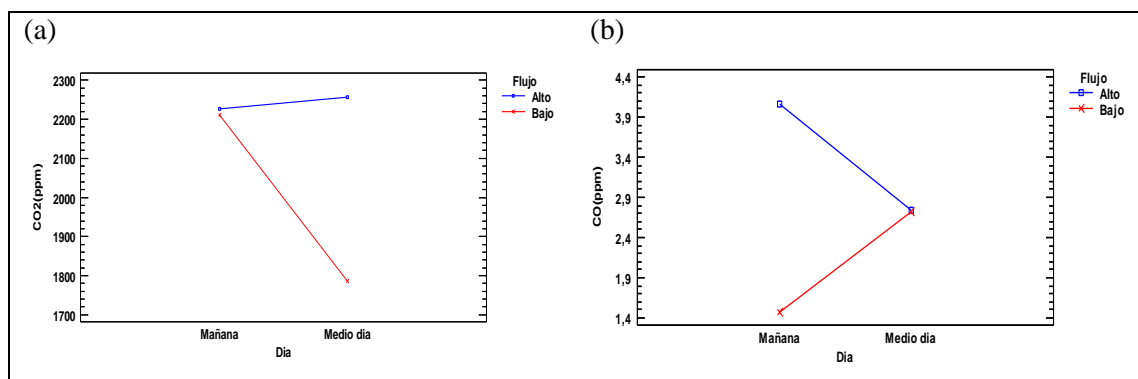 (a)
2300
2200
2100
2000
1900
1800
1700
CO2(ppm)
Mañana
Medio dia
Dia
Flujo
Alto
Bajo
(b)
4,4
3,9
3,4
2,9
2,4
1,9
1,4
CO(ppm)
Mañana
Medio dia
Dia
Flujo
Alto
Bajo